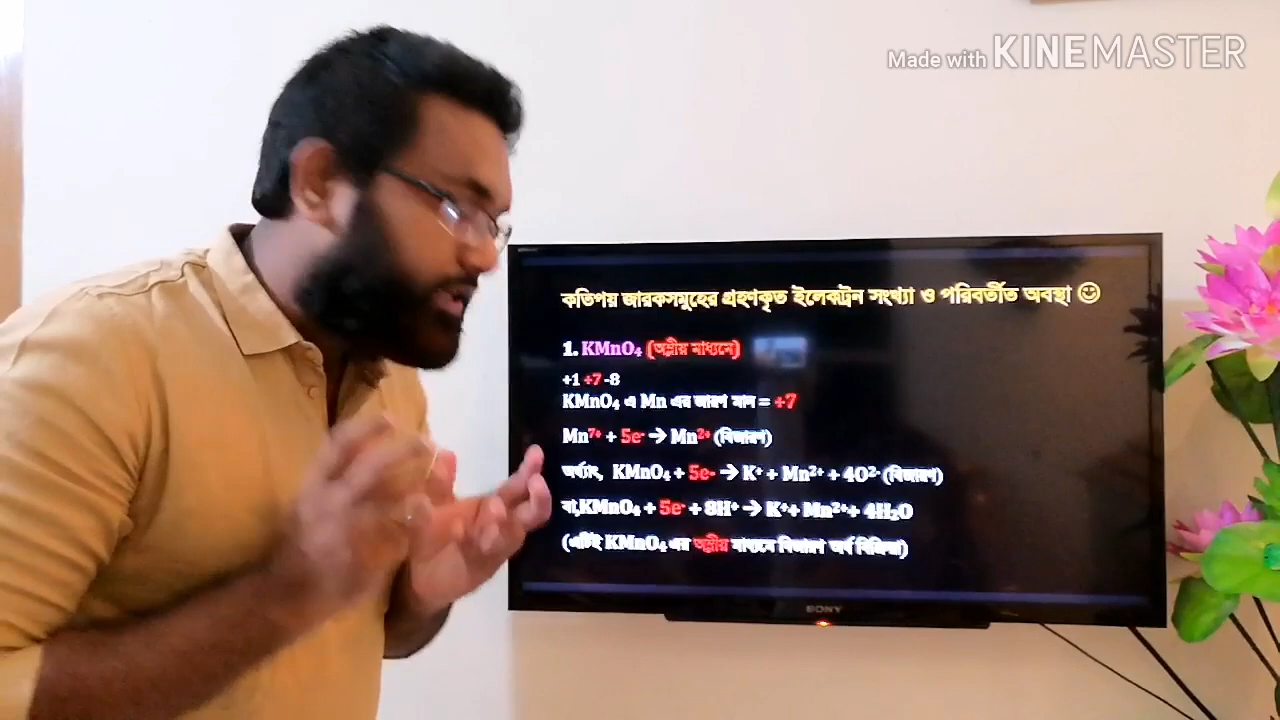 Made with KINEMASTER
কতিপয় জারকসমূহের গ্রহণকৃত ইলেকট্রন সংখ্যা ও পরিবর্তীত অবস্থা 😊
1. KMnO₄ (অম্লীয় মাধ্যমে)
+1 +7 -8
KMnO₄ এ Mn এর জারণ মান = +7
Mn⁷⁺ + 5e⁻ → Mn²⁺ (বিজারণ)
অর্থ্যাৎ, KMnO₄ + 5e⁻ → K⁺ + Mn²⁺ + 4O²⁻ (বিজারণ)
বা,KMnO₄ + 5e⁻ + 8H⁺ → K⁺+ Mn²⁺+ 4H₂O
(এটিই KMnO₄ এর অম্লীয় মাধ্যমে বিজারণ অর্ধ বিক্রিয়া)
SONY